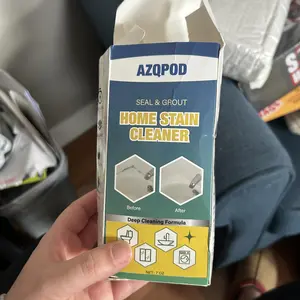 AZQPOD
SEAL & GROUT
HOME STAIN
CLEANER
Before
After
Deep Cleaning Formula